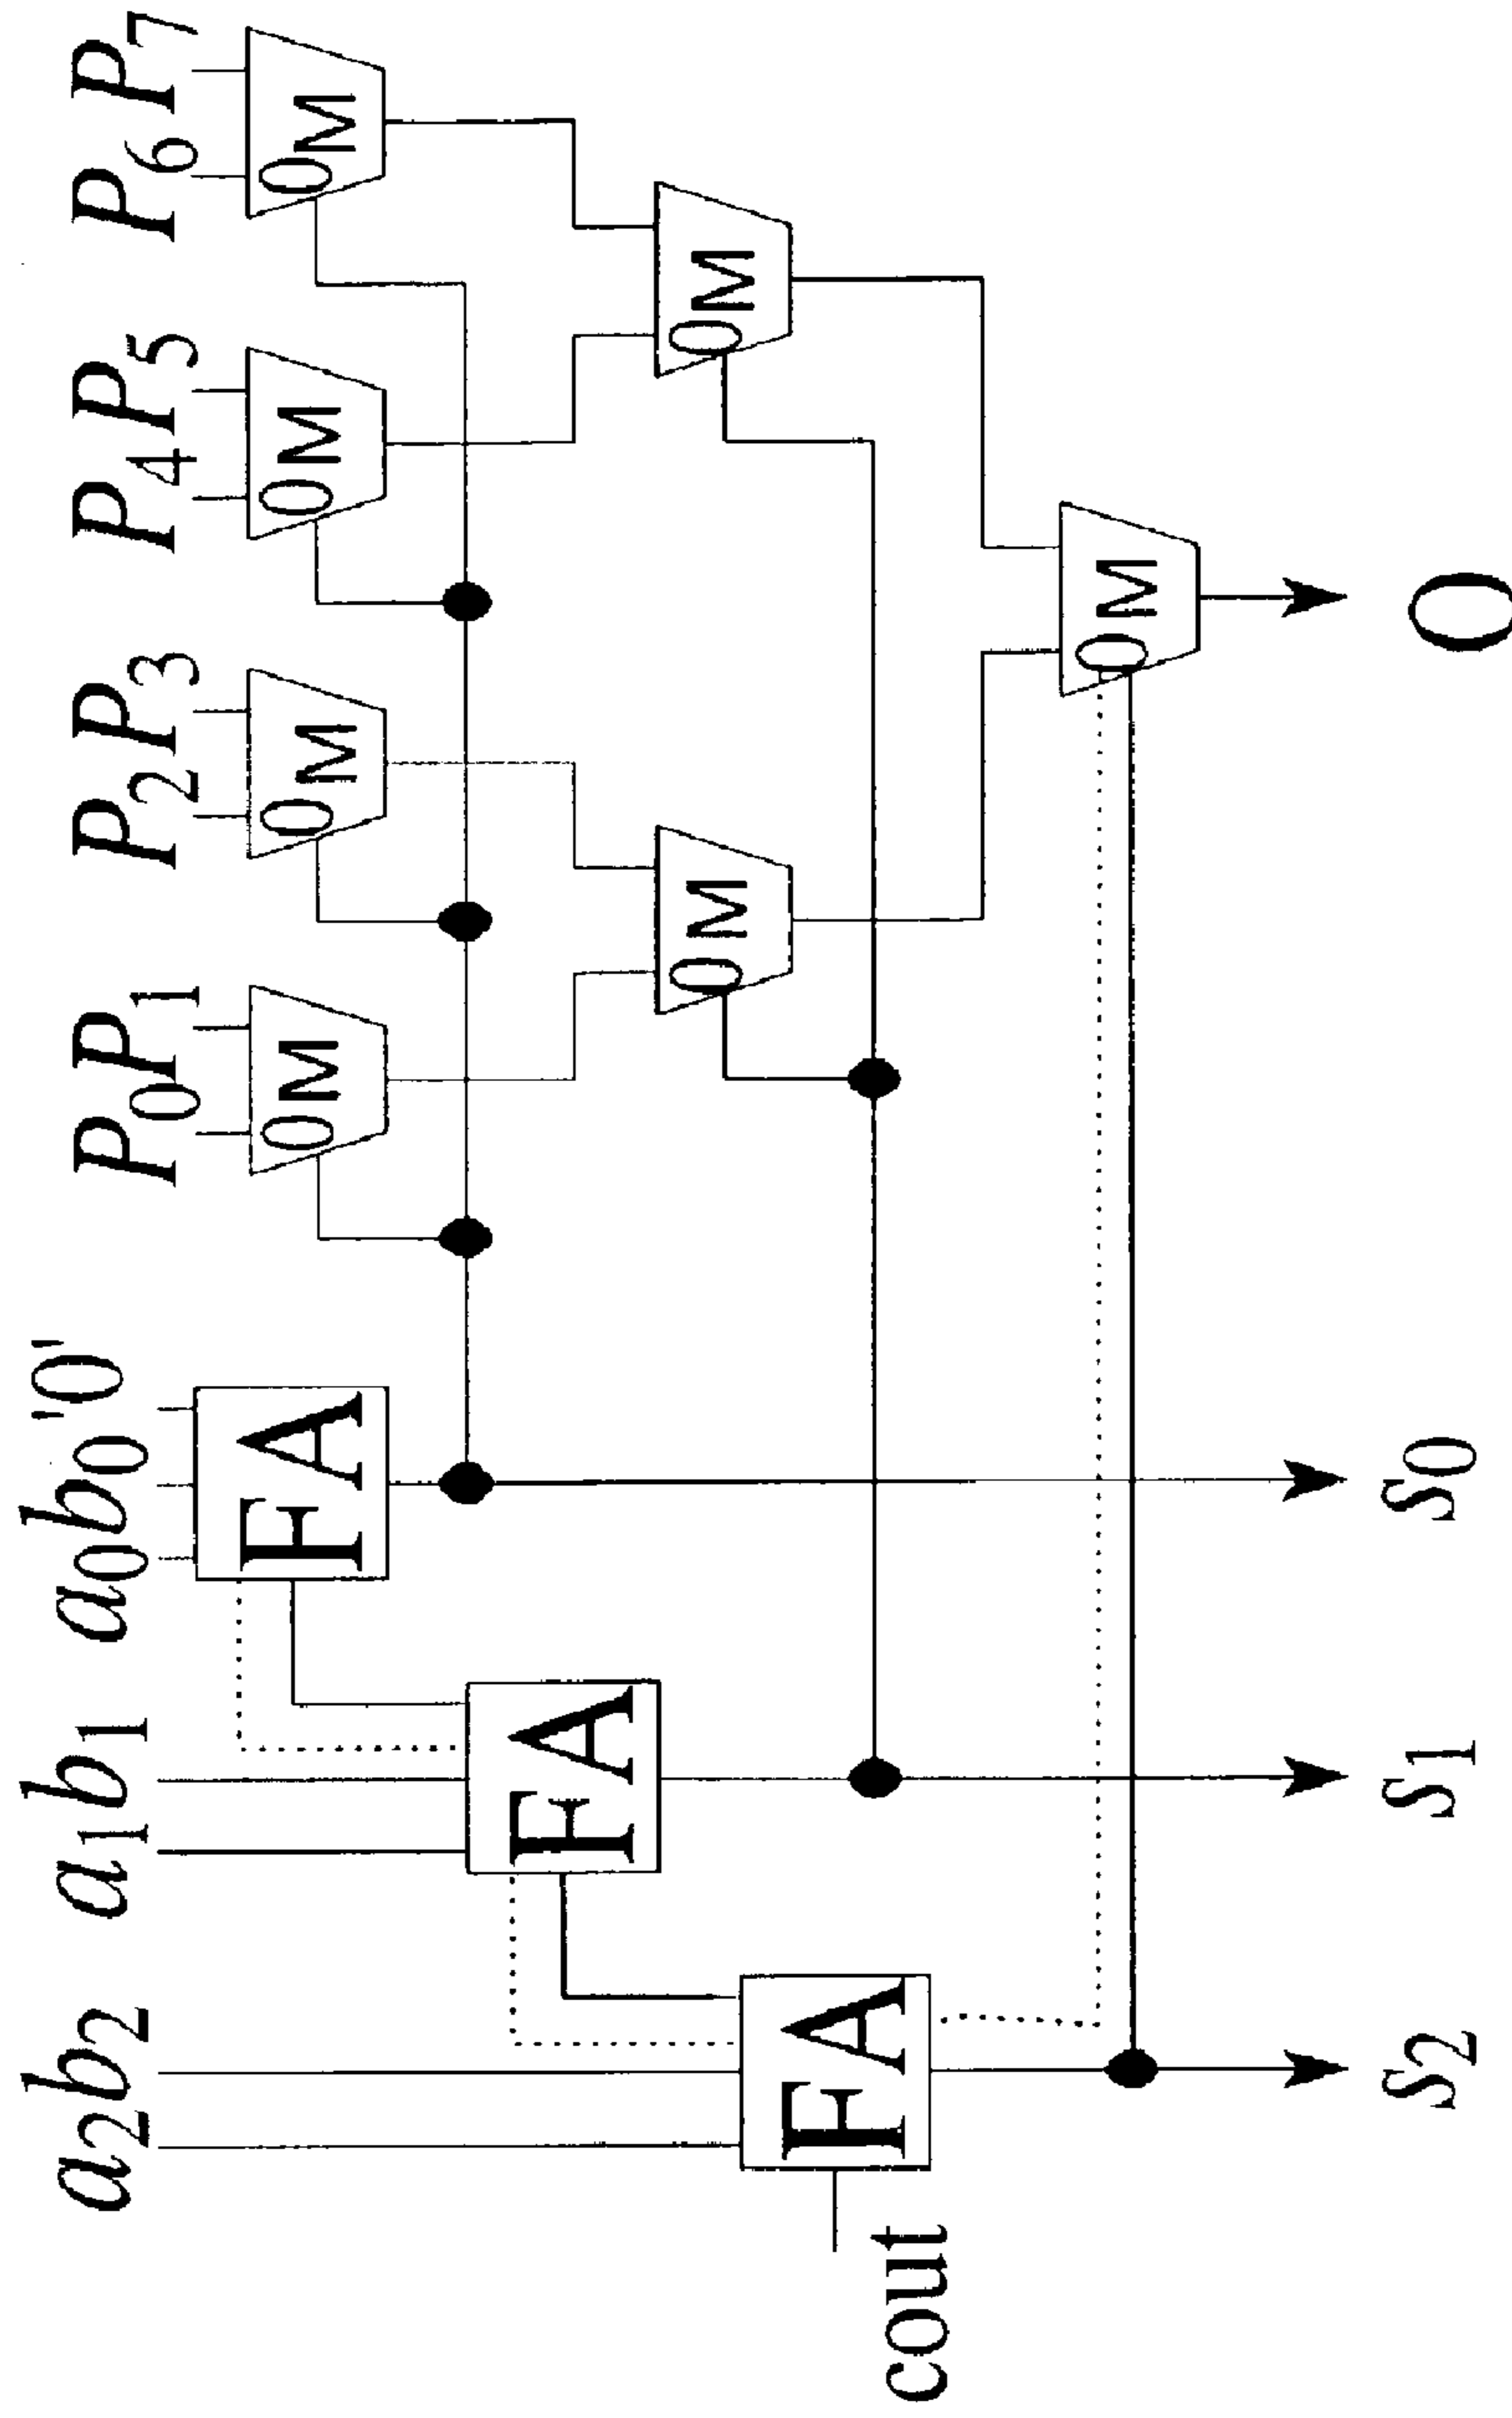 a2b2 a1b1 a0b0'0' P0P1 P2P3 P4P5 P6P7
FA
0M 0M 0M 0M
FA
0M 0M
FA
cout
0M
s2 s1 s0 O